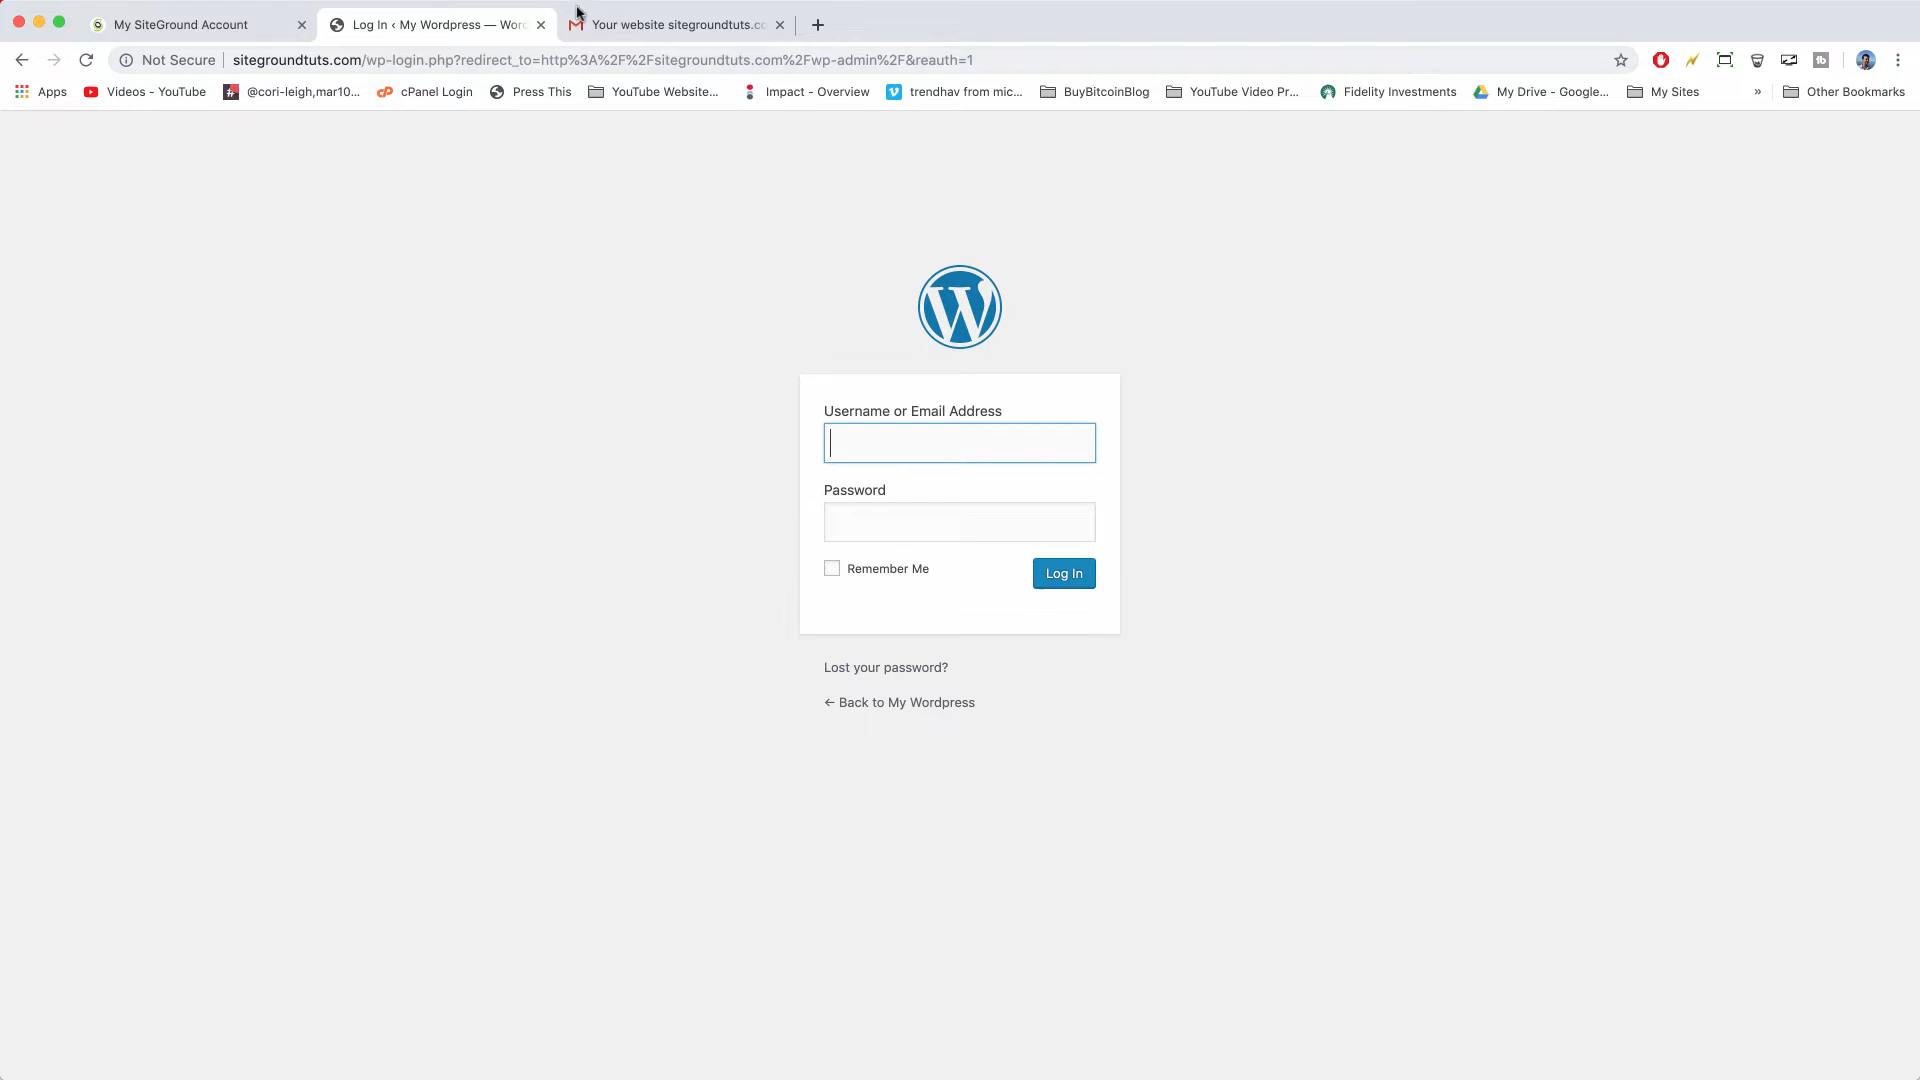 My SiteGround Account
Log In ‹ My Wordpress — Word
Your website sitegroundtuts.co
Not Secure
sitegroundtuts.com/wp-login.php?redirect_to=http%3A%2F%2Fsitegroundtuts.com%2Fwp-admin%2F&reauth=1
Apps
Videos - YouTube
@cori-leigh,mar10...
cPanel Login
Press This
YouTube Website...
Impact - Overview
trendhav from mic...
BuyBitcoinBlog
YouTube Video Pr...
Fidelity Investments
My Drive - Google...
My Sites
»
Other Bookmarks
Username or Email Address
Password
Remember Me
Log In
Lost your password?
← Back to My Wordpress